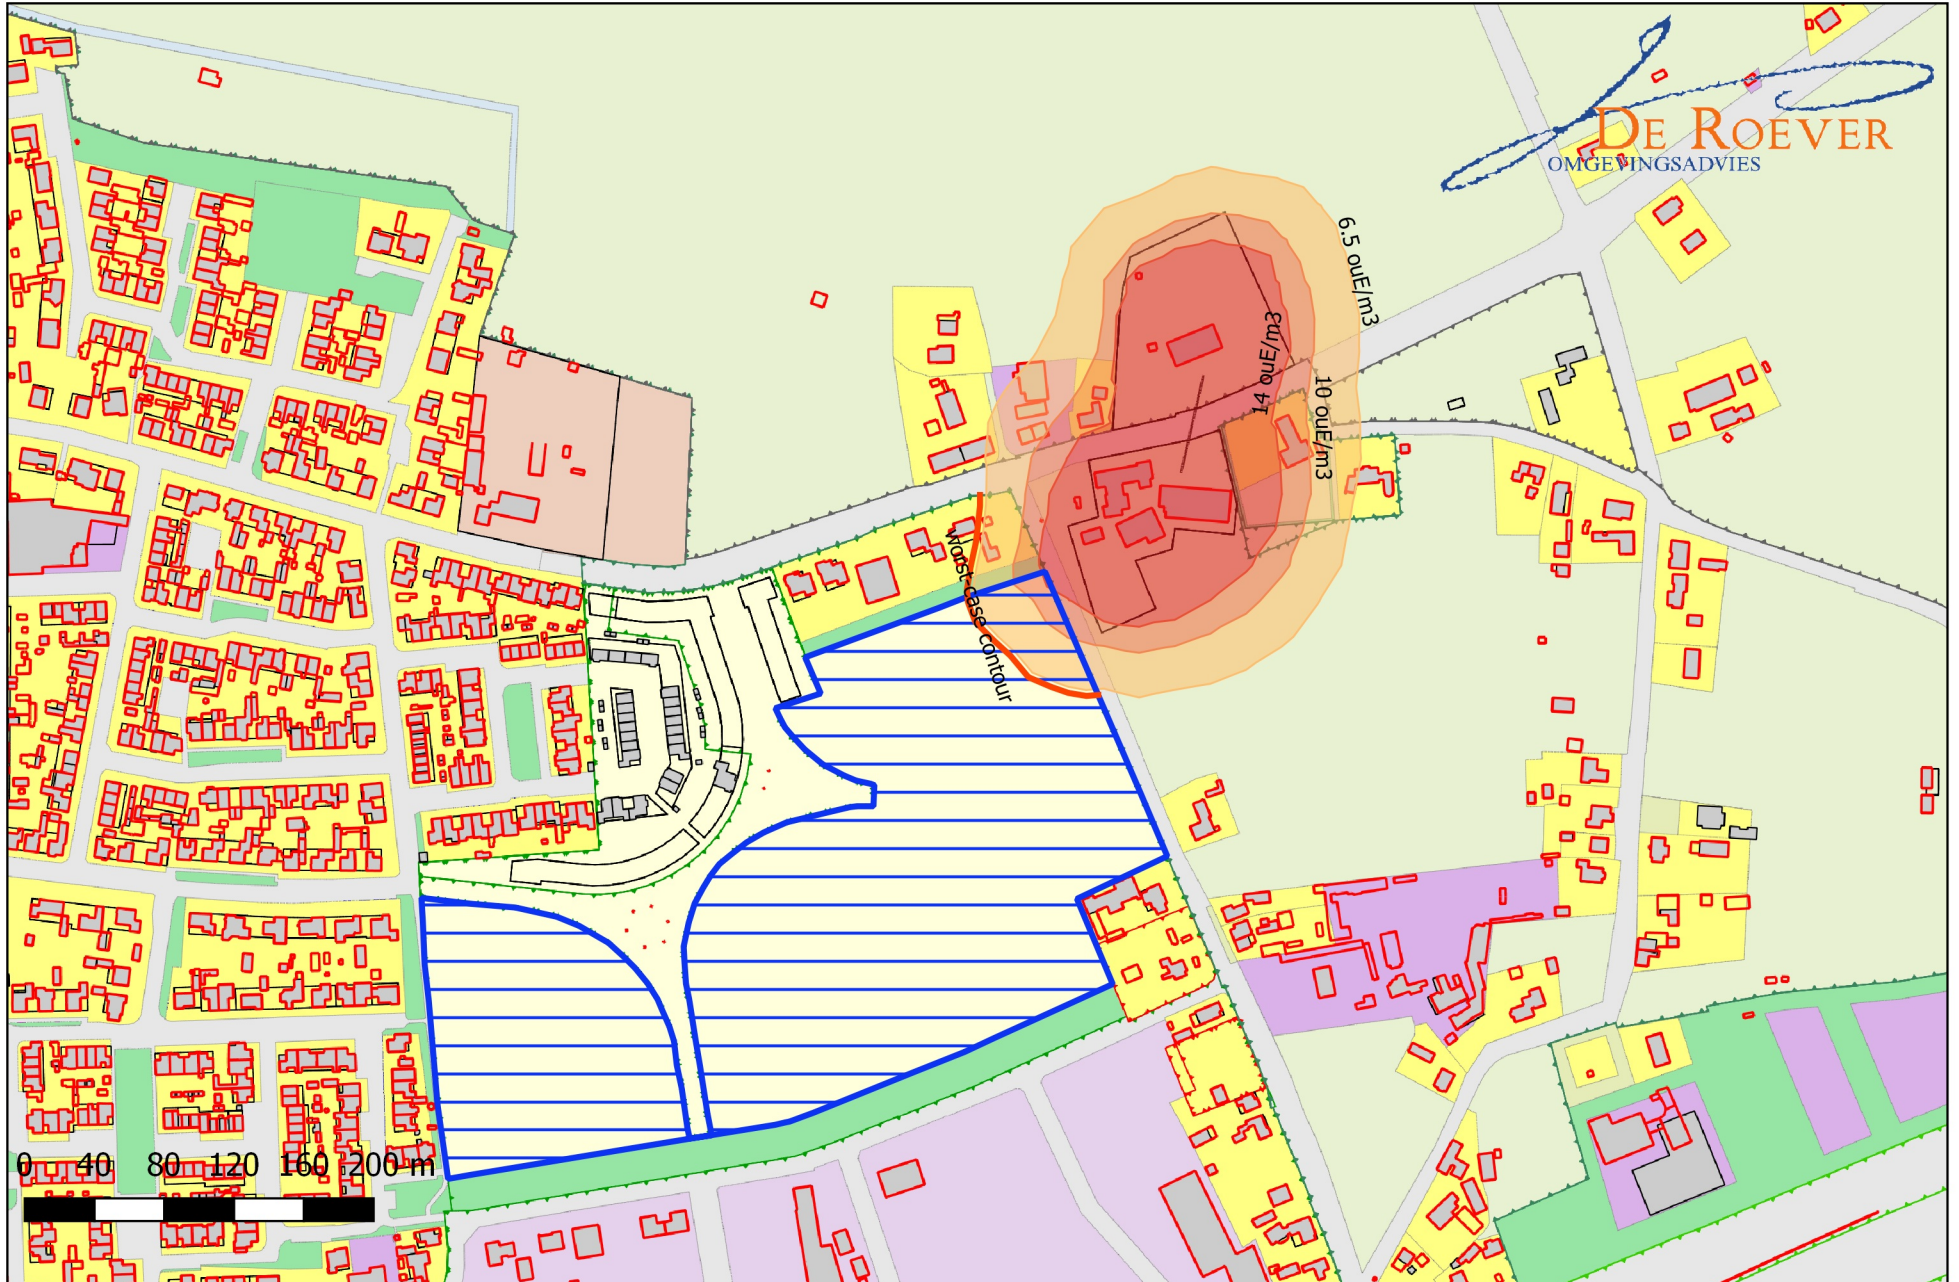 DE ROEVER
OMGEVINGSADVIES
6.5 ouE/m3
14 ouE/m3
10 ouE/m3
worst-case contour
0 40 80 120 160 200 m